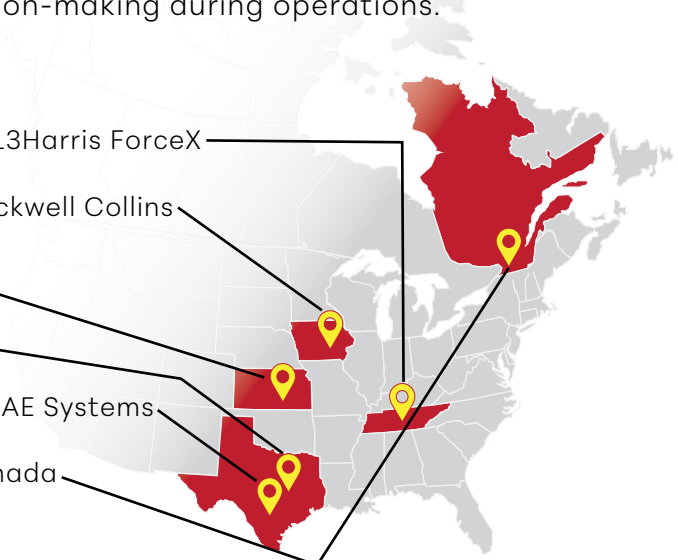 on-making during operations.
L3Harris ForceX
ckwell Collins
AE Systems
nada